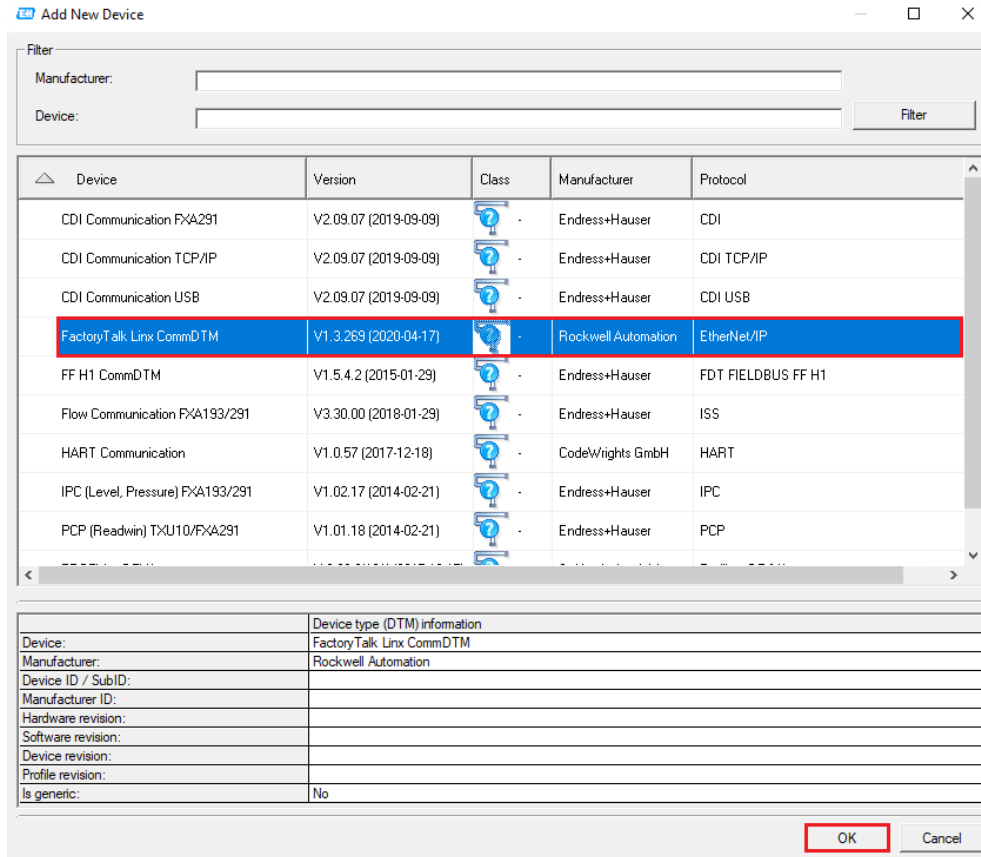 Add New Device
Filter
Manufacturer:
Device:
Filter
Device Version Class Manufacturer Protocol
CDI Communication FXA291 V2.09.07 (2019-09-09) - Endress+Hauser CDI
CDI Communication TCP/IP V2.09.07 (2019-09-09) - Endress+Hauser CDI TCP/IP
CDI Communication USB V2.09.07 (2019-09-09) - Endress+Hauser CDI USB
FactoryTalk Linx CommDTM V1.3.269 (2020-04-17) - Rockwell Automation EtherNet/IP
FF H1 CommDTM V1.5.4.2 (2015-01-29) - Endress+Hauser FDT FIELDBUS FF H1
Flow Communication FXA193/291 V3.30.00 (2018-01-29) - Endress+Hauser ISS
HART Communication V1.0.57 (2017-12-18) - CodeWrights GmbH HART
IPC (Level, Pressure) FXA193/291 V1.02.17 (2014-02-21) - Endress+Hauser IPC
PCP (Readwin) TXU10/FXA291 V1.01.18 (2014-02-21) - Endress+Hauser PCP
Device type (DTM) information
Device: FactoryTalk Linx CommDTM
Manufacturer: Rockwell Automation
Device ID / SubID:
Manufacturer ID:
Hardware revision:
Software revision:
Device revision:
Profile revision:
Is generic: No
OK Cancel